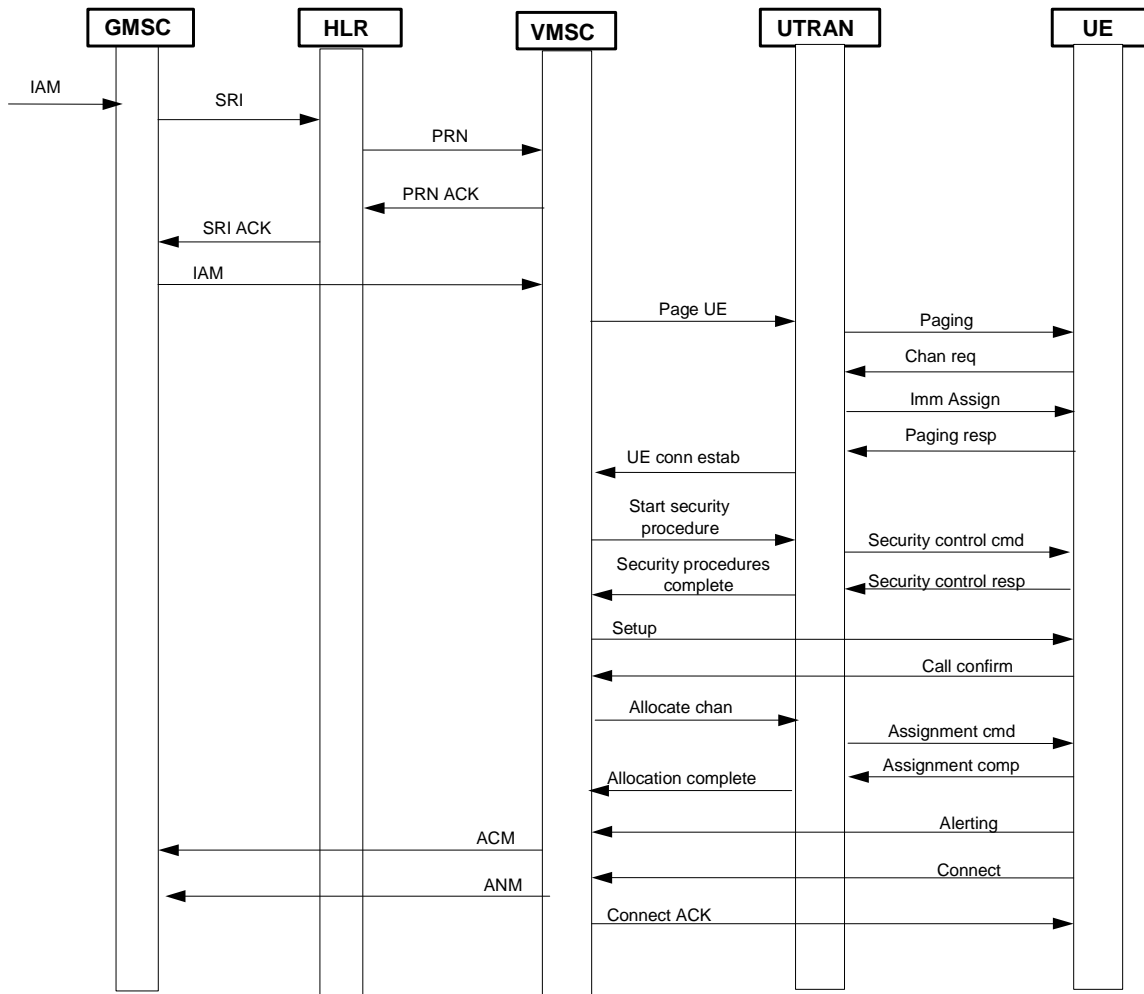 GMSC
HLR
VMSC
UTRAN
UE
IAM
SRI
PRN
PRN ACK
SRI ACK
IAM
Page UE
Paging
Chan req
Imm Assign
Paging resp
UE conn estab
Start security
procedure
Security control cmd
Security procedures
complete
Security control resp
Setup
Call confirm
Allocate chan
Assignment cmd
Assignment comp
Allocation complete
Alerting
ACM
Connect
ANM
Connect ACK